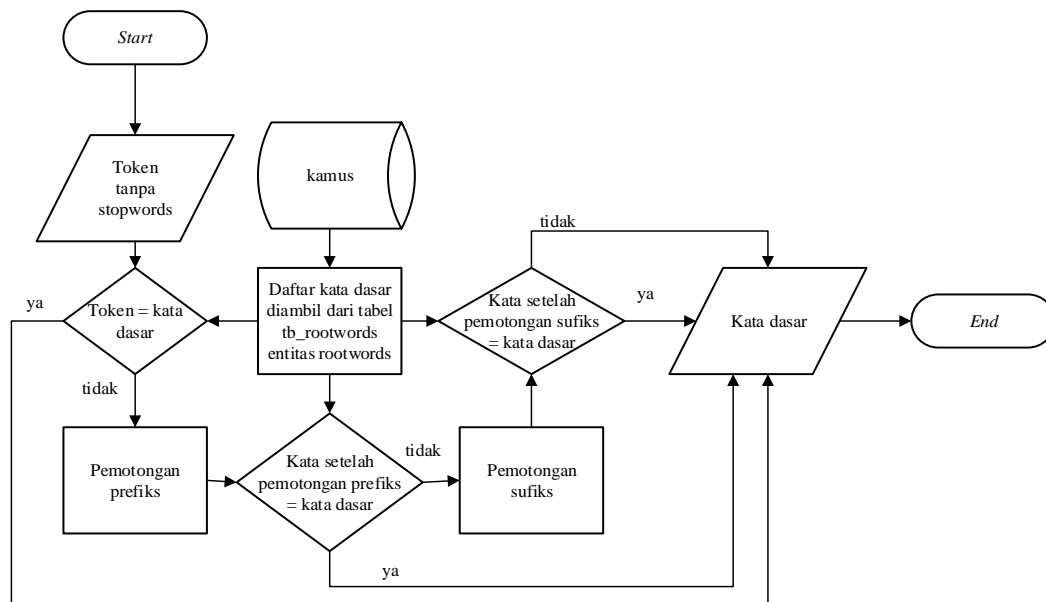 Start
Token
tanpa
stopwords
kamus
tidak
ya
Token = kata
dasar
Daftar kata dasar
diambil dari tabel
tb_rootwords
entitas rootwords
Kata setelah
pemotongan sufiks
= kata dasar
ya
Kata dasar
End
tidak
Pemotongan
prefiks
Kata setelah
pemotongan prefiks
= kata dasar
tidak
Pemotongan
sufiks
ya